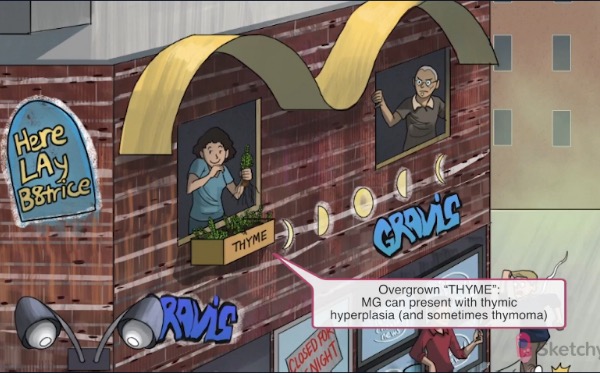 Here
LAy
B8trice
THYME
GRAViS
RAViS
Overgrown “THYME”:
MG can present with thymic
hyperplasia (and sometimes thymoma)
CLOSED FOR
NIGHT
Sketchy